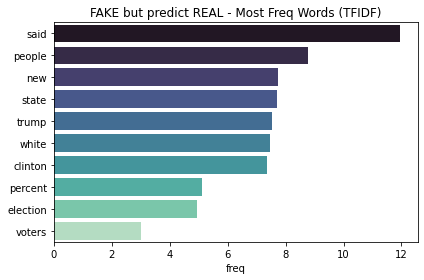 FAKE but predict REAL - Most Freq Words (TFIDF)
said
people
new
state
trump
white
clinton
percent
election
voters
0 2 4 6 8 10 12
freq